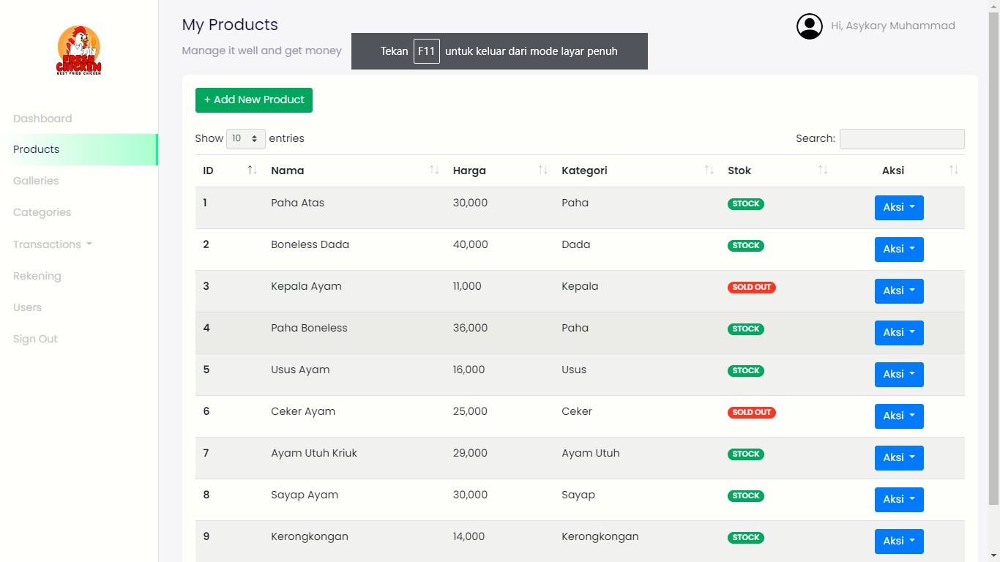 FRESH
CHICKEN
BEST FRIED CHICKEN
Dashboard
Products
Galleries
Categories
Transactions
Rekening
Users
Sign Out
My Products
Manage it well and get money
Hi, Asykary Muhammad
Tekan F11 untuk keluar dari mode layar penuh
+ Add New Product
Show 10 entries
Search:
ID Nama Harga Kategori Stok Aksi
1 Paha Atas 30,000 Paha STOCK Aksi
2 Boneless Dada 40,000 Dada STOCK Aksi
3 Kepala Ayam 11,000 Kepala SOLD OUT Aksi
4 Paha Boneless 36,000 Paha STOCK Aksi
5 Usus Ayam 16,000 Usus STOCK Aksi
6 Ceker Ayam 25,000 Ceker SOLD OUT Aksi
7 Ayam Utuh Kriuk 29,000 Ayam Utuh STOCK Aksi
8 Sayap Ayam 30,000 Sayap STOCK Aksi
9 Kerongkongan 14,000 Kerongkongan STOCK Aksi